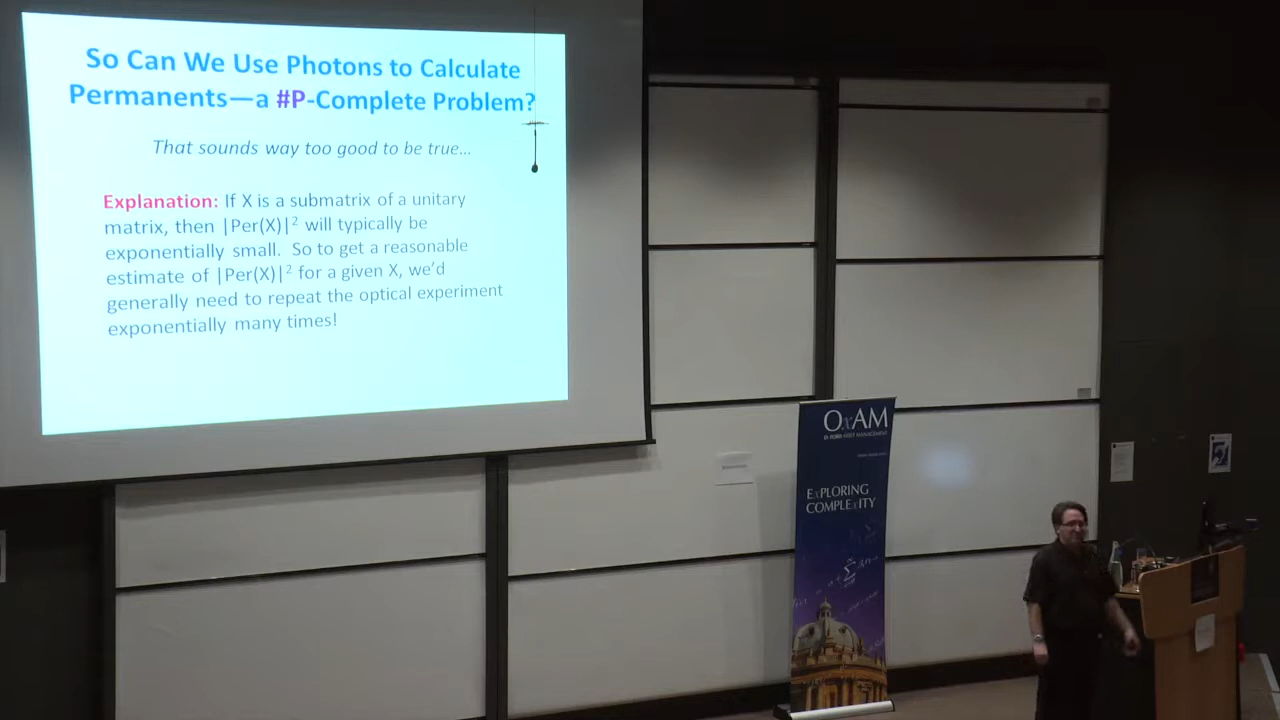 So Can We Use Photons to Calculate
Permanents—a #P-Complete Problem?
That sounds way too good to be true…
Explanation: If X is a submatrix of a unitary
matrix, then |Per(X)|² will typically be
exponentially small. So to get a reasonable
estimate of |Per(X)|² for a given X, we'd
generally need to repeat the optical experiment
exponentially many times!
OxAM
EXPLORING
COMPLEXITY